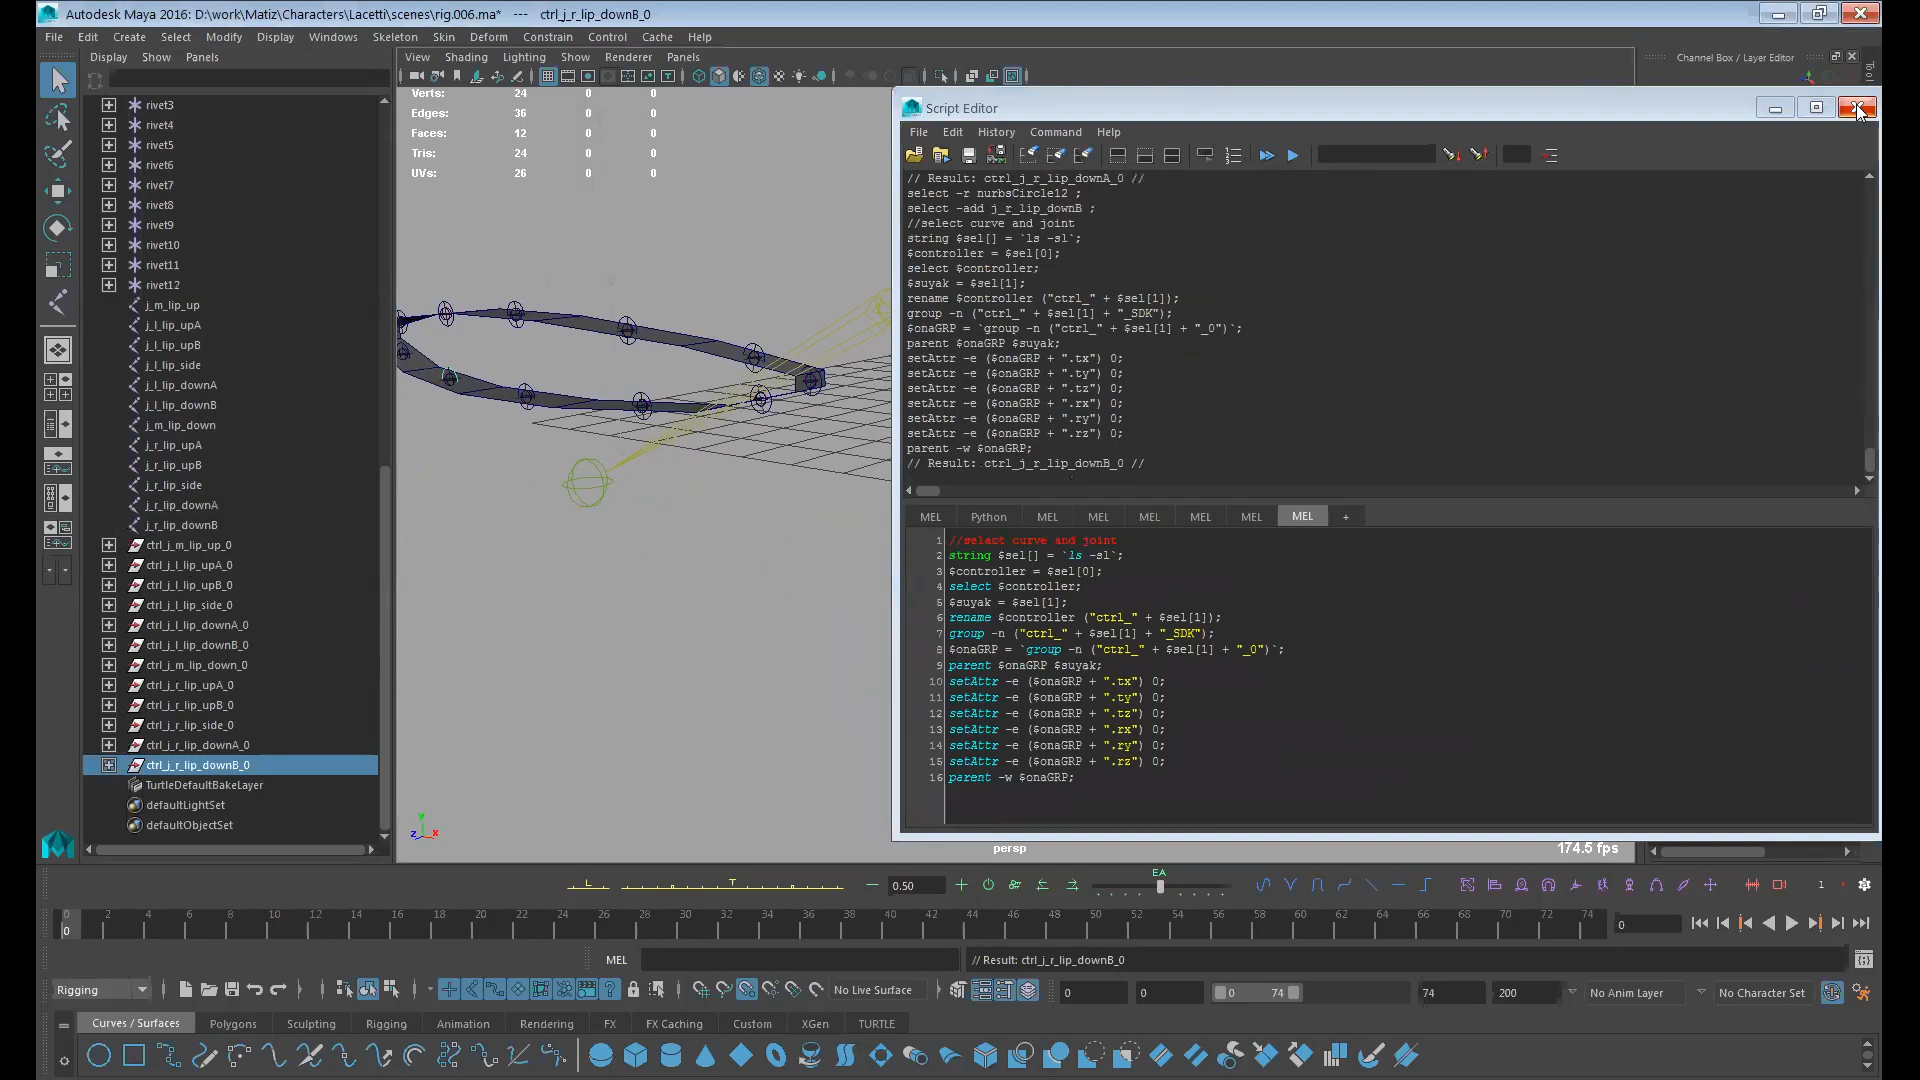 Autodesk Maya 2016: D:\work\Matiz\Characters\Lacetti\scenes\rig.006.ma* --- ctrl_j_r_lip_downB_0
File Edit Create Select Modify Display Windows Skeleton Skin Deform Constrain Control Cache Help
Display Show Panels
View Shading Lighting Show Renderer Panels
Channel Box / Layer Editor
rivet3
rivet4
rivet5
rivet6
rivet7
rivet8
rivet9
rivet10
rivet11
rivet12
j_m_lip_up
j_l_lip_upA
j_l_lip_upB
j_l_lip_side
j_l_lip_downA
j_l_lip_downB
j_m_lip_down
j_r_lip_upA
j_r_lip_upB
j_r_lip_side
j_r_lip_downA
j_r_lip_downB
ctrl_j_m_lip_up_0
ctrl_j_l_lip_upA_0
ctrl_j_l_lip_upB_0
ctrl_j_l_lip_side_0
ctrl_j_l_lip_downA_0
ctrl_j_l_lip_downB_0
ctrl_j_m_lip_down_0
ctrl_j_r_lip_upA_0
ctrl_j_r_lip_upB_0
ctrl_j_r_lip_side_0
ctrl_j_r_lip_downA_0
ctrl_j_r_lip_downB_0
TurtleDefaultBakeLayer
defaultLightSet
defaultObjectSet
Verts: 24 0 0
Edges: 36 0 0
Faces: 12 0 0
Tris: 24 0 0
UVs: 26 0 0
y
z x
persp
174.5 fps
Script Editor
File Edit History Command Help
// Result: ctrl_j_r_lip_downA_0 //
select -r nurbsCircle12 ;
select -add j_r_lip_downB ;
//select curve and joint
string $sel[] = `ls -sl`;
$controller = $sel[0];
select $controller;
$suyak = $sel[1];
rename $controller ("ctrl_" + $sel[1]);
group -n ("ctrl_" + $sel[1] + "_SDK");
$onaGRP = `group -n ("ctrl_" + $sel[1] + "_0")`;
parent $onaGRP $suyak;
setAttr -e ($onaGRP + ".tx") 0;
setAttr -e ($onaGRP + ".ty") 0;
setAttr -e ($onaGRP + ".tz") 0;
setAttr -e ($onaGRP + ".rx") 0;
setAttr -e ($onaGRP + ".ry") 0;
setAttr -e ($onaGRP + ".rz") 0;
parent -w $onaGRP;
// Result: ctrl_j_r_lip_downB_0 //
MEL Python MEL MEL MEL MEL MEL MEL +
1 //select curve and joint
2 string $sel[] = `ls -sl`;
3 $controller = $sel[0];
4 select $controller;
5 $suyak = $sel[1];
6 rename $controller ("ctrl_" + $sel[1]);
7 group -n ("ctrl_" + $sel[1] + "_SDK");
8 $onaGRP = `group -n ("ctrl_" + $sel[1] + "_0")`;
9 parent $onaGRP $suyak;
10 setAttr -e ($onaGRP + ".tx") 0;
11 setAttr -e ($onaGRP + ".ty") 0;
12 setAttr -e ($onaGRP + ".tz") 0;
13 setAttr -e ($onaGRP + ".rx") 0;
14 setAttr -e ($onaGRP + ".ry") 0;
15 setAttr -e ($onaGRP + ".rz") 0;
16 parent -w $onaGRP;
L T 0.50 EA 1
0 2 4 6 8 10 12 14 16 18 20 22 24 26 28 30 32 34 36 38 40 42 44 46 48 50 52 54 56 58 60 62 64 66 68 70 72 74
0
0
MEL // Result: ctrl_j_r_lip_downB_0
Rigging No Live Surface 0 0 0 74 74 200 No Anim Layer No Character Set
Curves / Surfaces Polygons Sculpting Rigging Animation Rendering FX FX Caching Custom XGen TURTLE